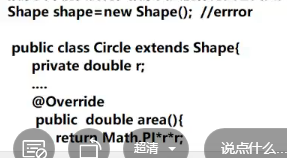 Shape shape=new Shape(); //errror
public class Circle extends Shape{
private double r;
....
@Override
public double area(){
return Math.PI*r*r;
超清
说点什么...